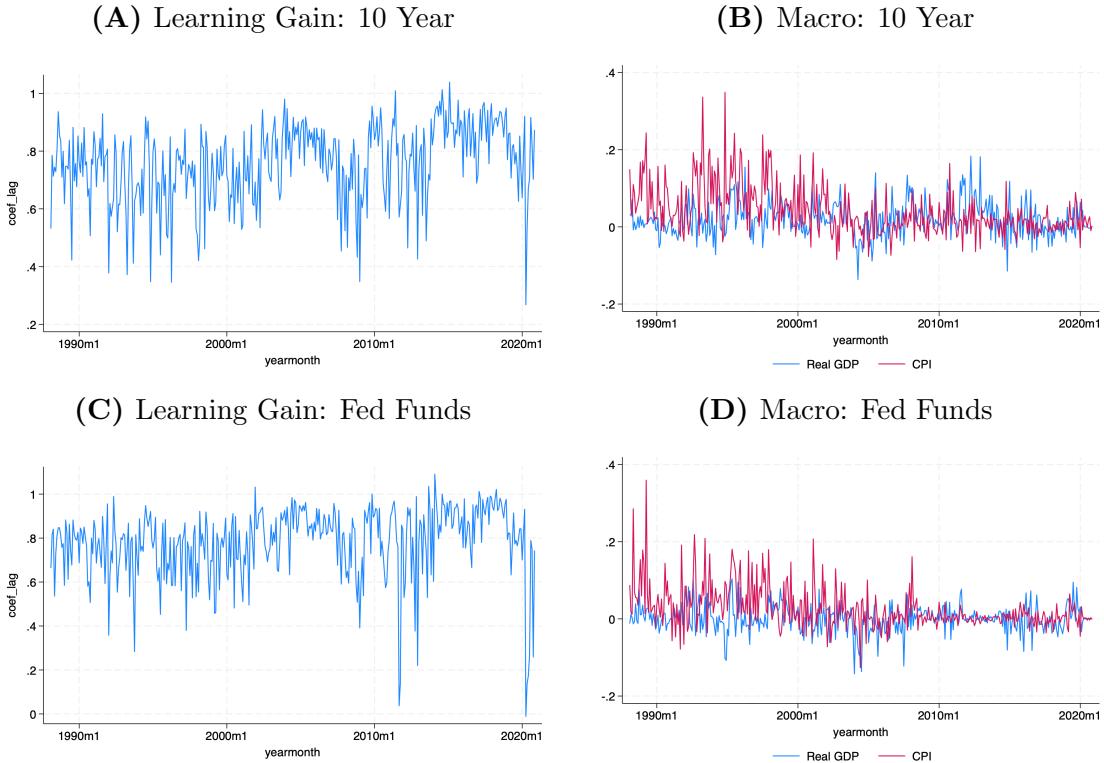 (A) Learning Gain: 10 Year
coef_lag
1
.8
.6
.4
.2
1990m1 2000m1 2010m1 2020m1
yearmonth
(B) Macro: 10 Year
.4
.2
0
-.2
1990m1 2000m1 2010m1 2020m1
yearmonth
Real GDP CPI
(C) Learning Gain: Fed Funds
coef_lag
1
.8
.6
.4
.2
0
1990m1 2000m1 2010m1 2020m1
yearmonth
(D) Macro: Fed Funds
.4
.2
0
-.2
1990m1 2000m1 2010m1 2020m1
yearmonth
Real GDP CPI